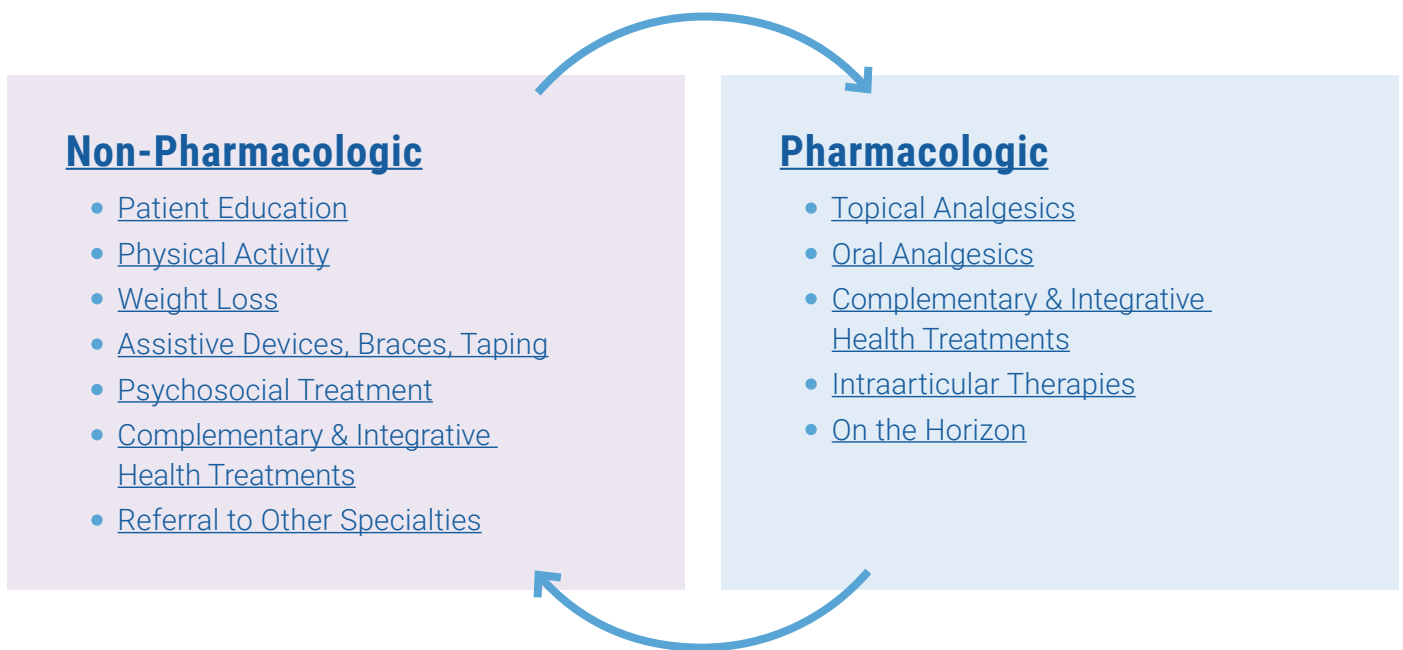 Non-Pharmacologic
Patient Education
Physical Activity
Weight Loss
Assistive Devices, Braces, Taping
Psychosocial Treatment
Complementary & Integrative
Health Treatments
Referral to Other Specialties
Pharmacologic
Topical Analgesics
Oral Analgesics
Complementary & Integrative
Health Treatments
Intraarticular Therapies
On the Horizon